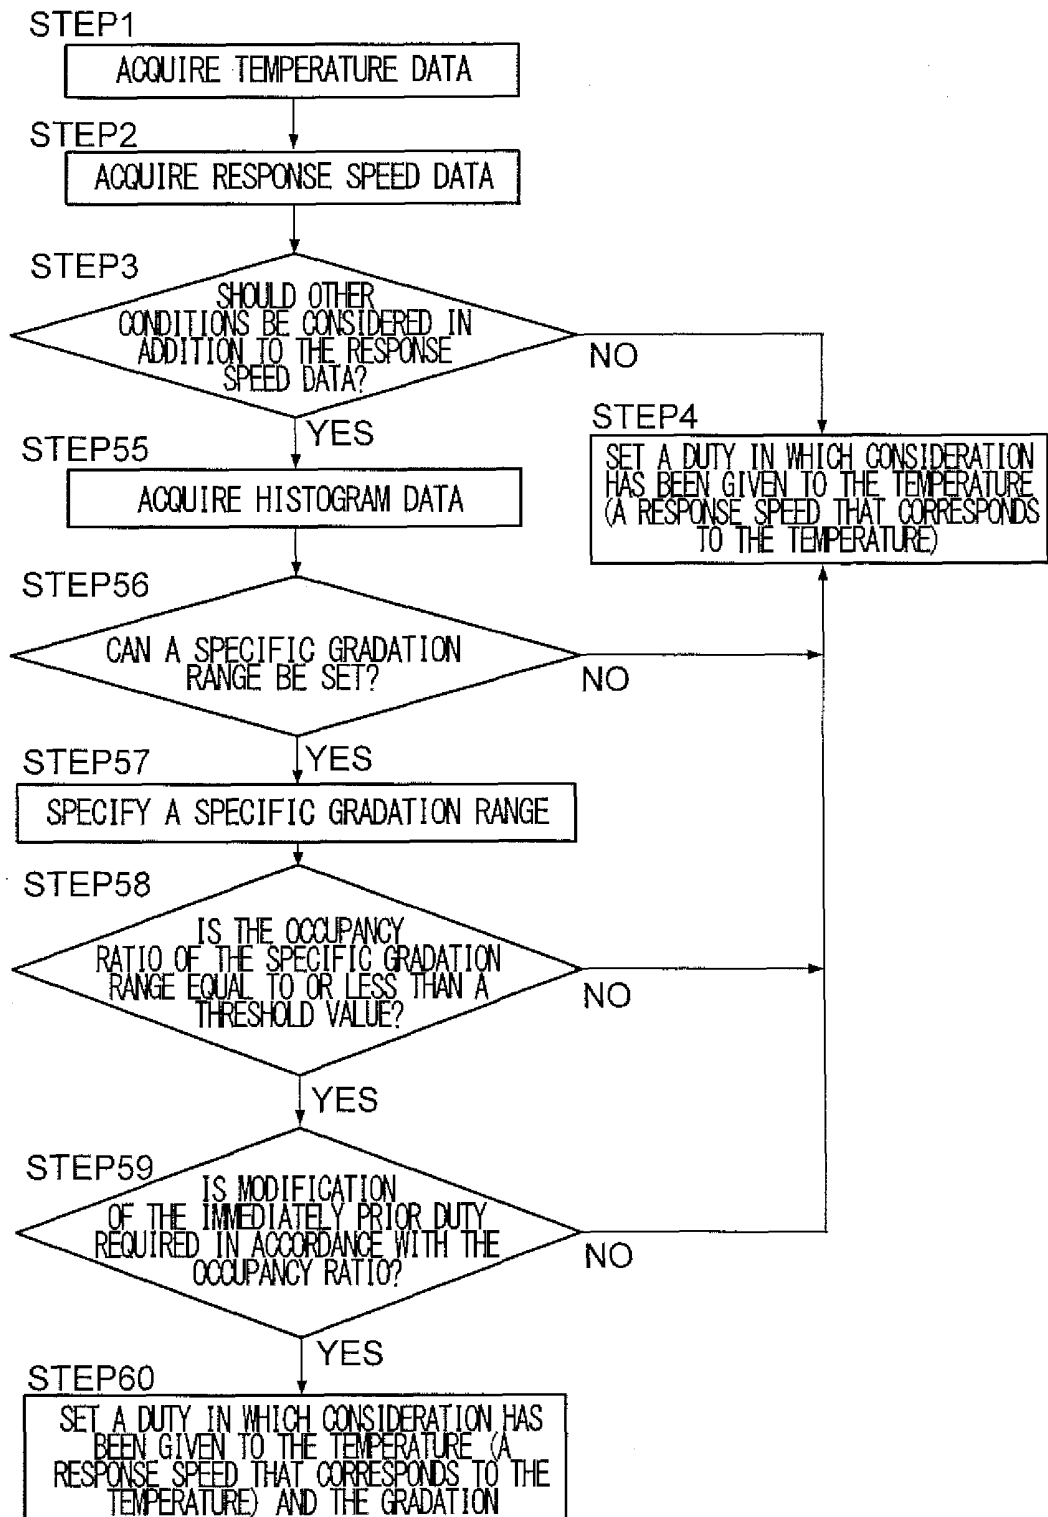 STEP1
ACQUIRE TEMPERATURE DATA
STEP2
ACQUIRE RESPONSE SPEED DATA
STEP3
SHOULD OTHER
CONDITIONS BE CONSIDERED IN
ADDITION TO THE RESPONSE
SPEED DATA?
NO
YES
STEP4
SET A DUTY IN WHICH CONSIDERATION
HAS BEEN GIVEN TO THE TEMPERATURE
(A RESPONSE SPEED THAT CORRESPONDS
TO THE TEMPERATURE)
STEP55
ACQUIRE HISTOGRAM DATA
STEP56
CAN A SPECIFIC GRADATION
RANGE BE SET?
NO
YES
STEP57
SPECIFY A SPECIFIC GRADATION RANGE
STEP58
IS THE OCCUPANCY
RATIO OF THE SPECIFIC GRADATION
RANGE EQUAL TO OR LESS THAN A
THRESHOLD VALUE?
NO
YES
STEP59
IS MODIFICATION
OF THE IMMEDIATELY PRIOR DUTY
REQUIRED IN ACCORDANCE WITH THE
OCCUPANCY RATIO?
NO
YES
STEP60
SET A DUTY IN WHICH CONSIDERATION HAS
BEEN GIVEN TO THE TEMPERATURE (A
RESPONSE SPEED THAT CORRESPONDS TO THE
TEMPERATURE) AND THE GRADATION